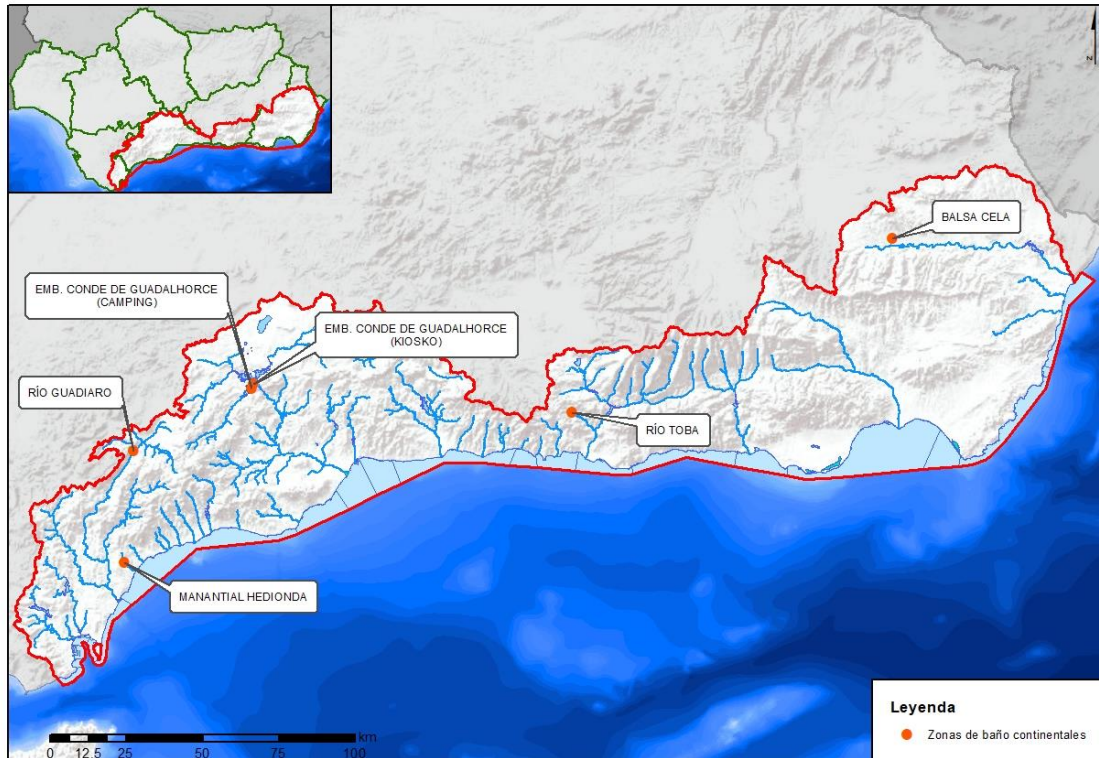 N
BALSA CELA
EMB. CONDE DE GUADALHORCE
(CAMPING)
EMB. CONDE DE GUADALHORCE
(KIOSKO)
RÍO GUADIARO
RÍO TOBA
MANANTIAL HEDIONDA
Leyenda
Zonas de baño continentales
km
0 12.5 25 50 75 100